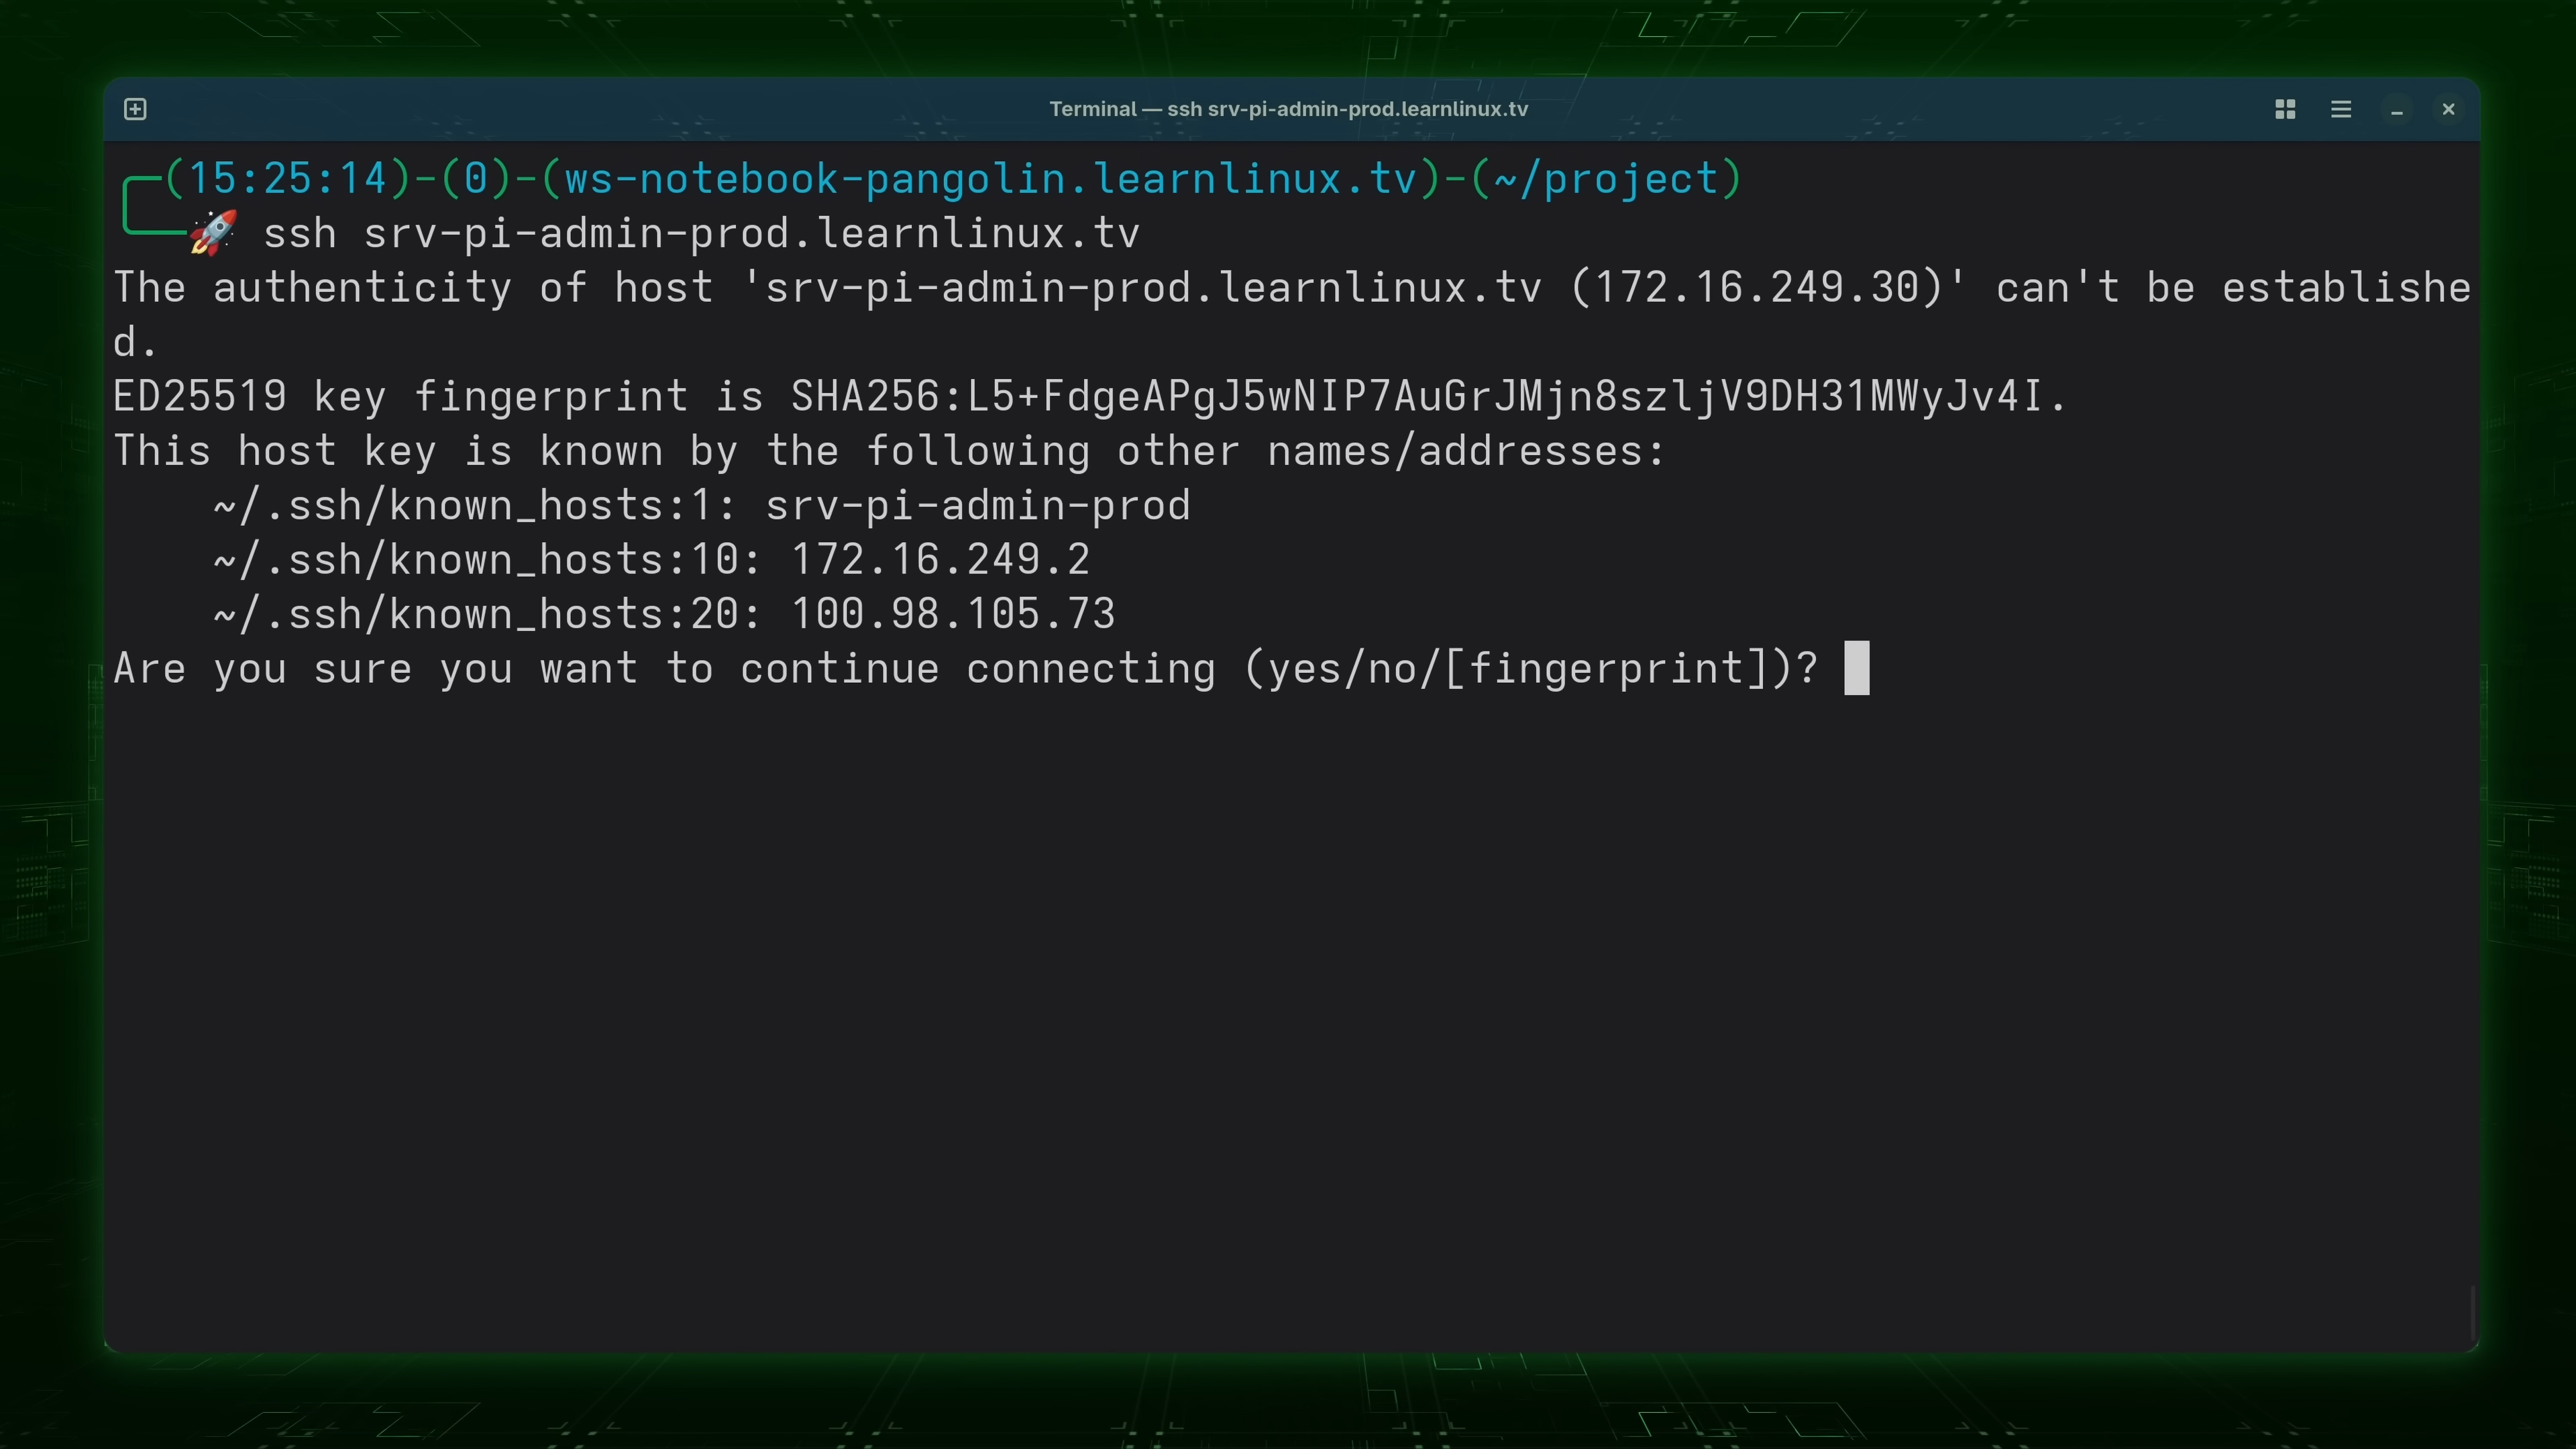 Terminal — ssh srv-pi-admin-prod.learnlinux.tv
(15:25:14)-(0)-(ws-notebook-pangolin.learnlinux.tv)-(~/project)
🚀 ssh srv-pi-admin-prod.learnlinux.tv
The authenticity of host 'srv-pi-admin-prod.learnlinux.tv (172.16.249.30)' can't be establishe
d.
ED25519 key fingerprint is SHA256:L5+FdgeAPgJ5wNIP7AuGrJMjn8szljV9DH31MWyJv4I.
This host key is known by the following other names/addresses:
    ~/.ssh/known_hosts:1: srv-pi-admin-prod
    ~/.ssh/known_hosts:10: 172.16.249.2
    ~/.ssh/known_hosts:20: 100.98.105.73
Are you sure you want to continue connecting (yes/no/[fingerprint])?